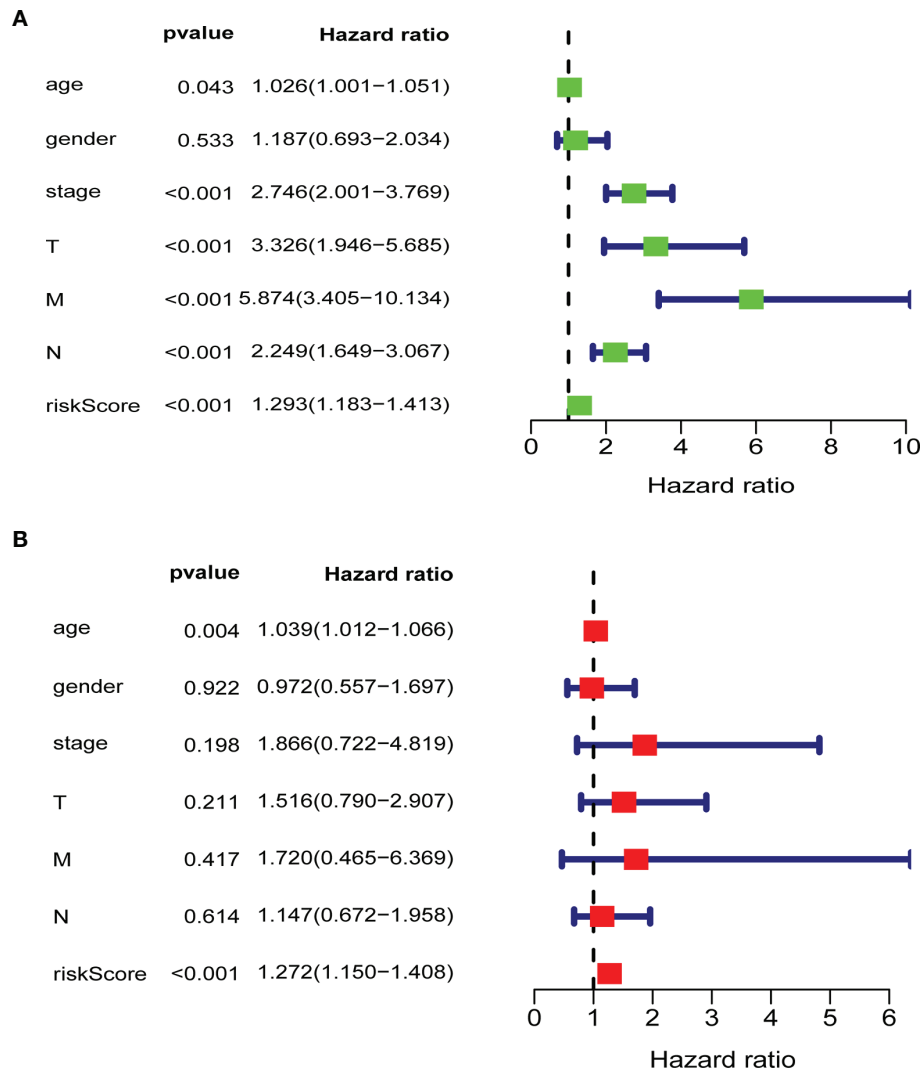 A
pvalue Hazard ratio
age 0.043 1.026(1.001−1.051)
gender 0.533 1.187(0.693−2.034)
stage <0.001 2.746(2.001−3.769)
T <0.001 3.326(1.946−5.685)
M <0.001 5.874(3.405−10.134)
N <0.001 2.249(1.649−3.067)
riskScore <0.001 1.293(1.183−1.413)
0 2 4 6 8 10
Hazard ratio
B
pvalue Hazard ratio
age 0.004 1.039(1.012−1.066)
gender 0.922 0.972(0.557−1.697)
stage 0.198 1.866(0.722−4.819)
T 0.211 1.516(0.790−2.907)
M 0.417 1.720(0.465−6.369)
N 0.614 1.147(0.672−1.958)
riskScore <0.001 1.272(1.150−1.408)
0 1 2 3 4 5 6
Hazard ratio